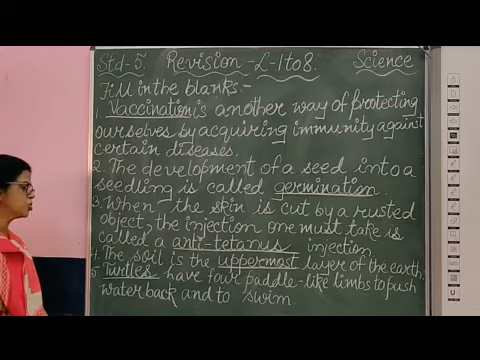 Std-5. Revision-L-1to8. Science
Fill in the blanks:-
1. Vaccination is another way of protecting
ourselves by acquiring immunity against
certain diseases.
2. The development of a seed into a
seedling is called germination.
3. When the skin is cut by a rusted
object, the injection one must take is
called a anti-tetanus injection.
4. The soil is the uppermost layer of the earth.
5. Turtles have four paddle-like limbs to push
water back and to swim.